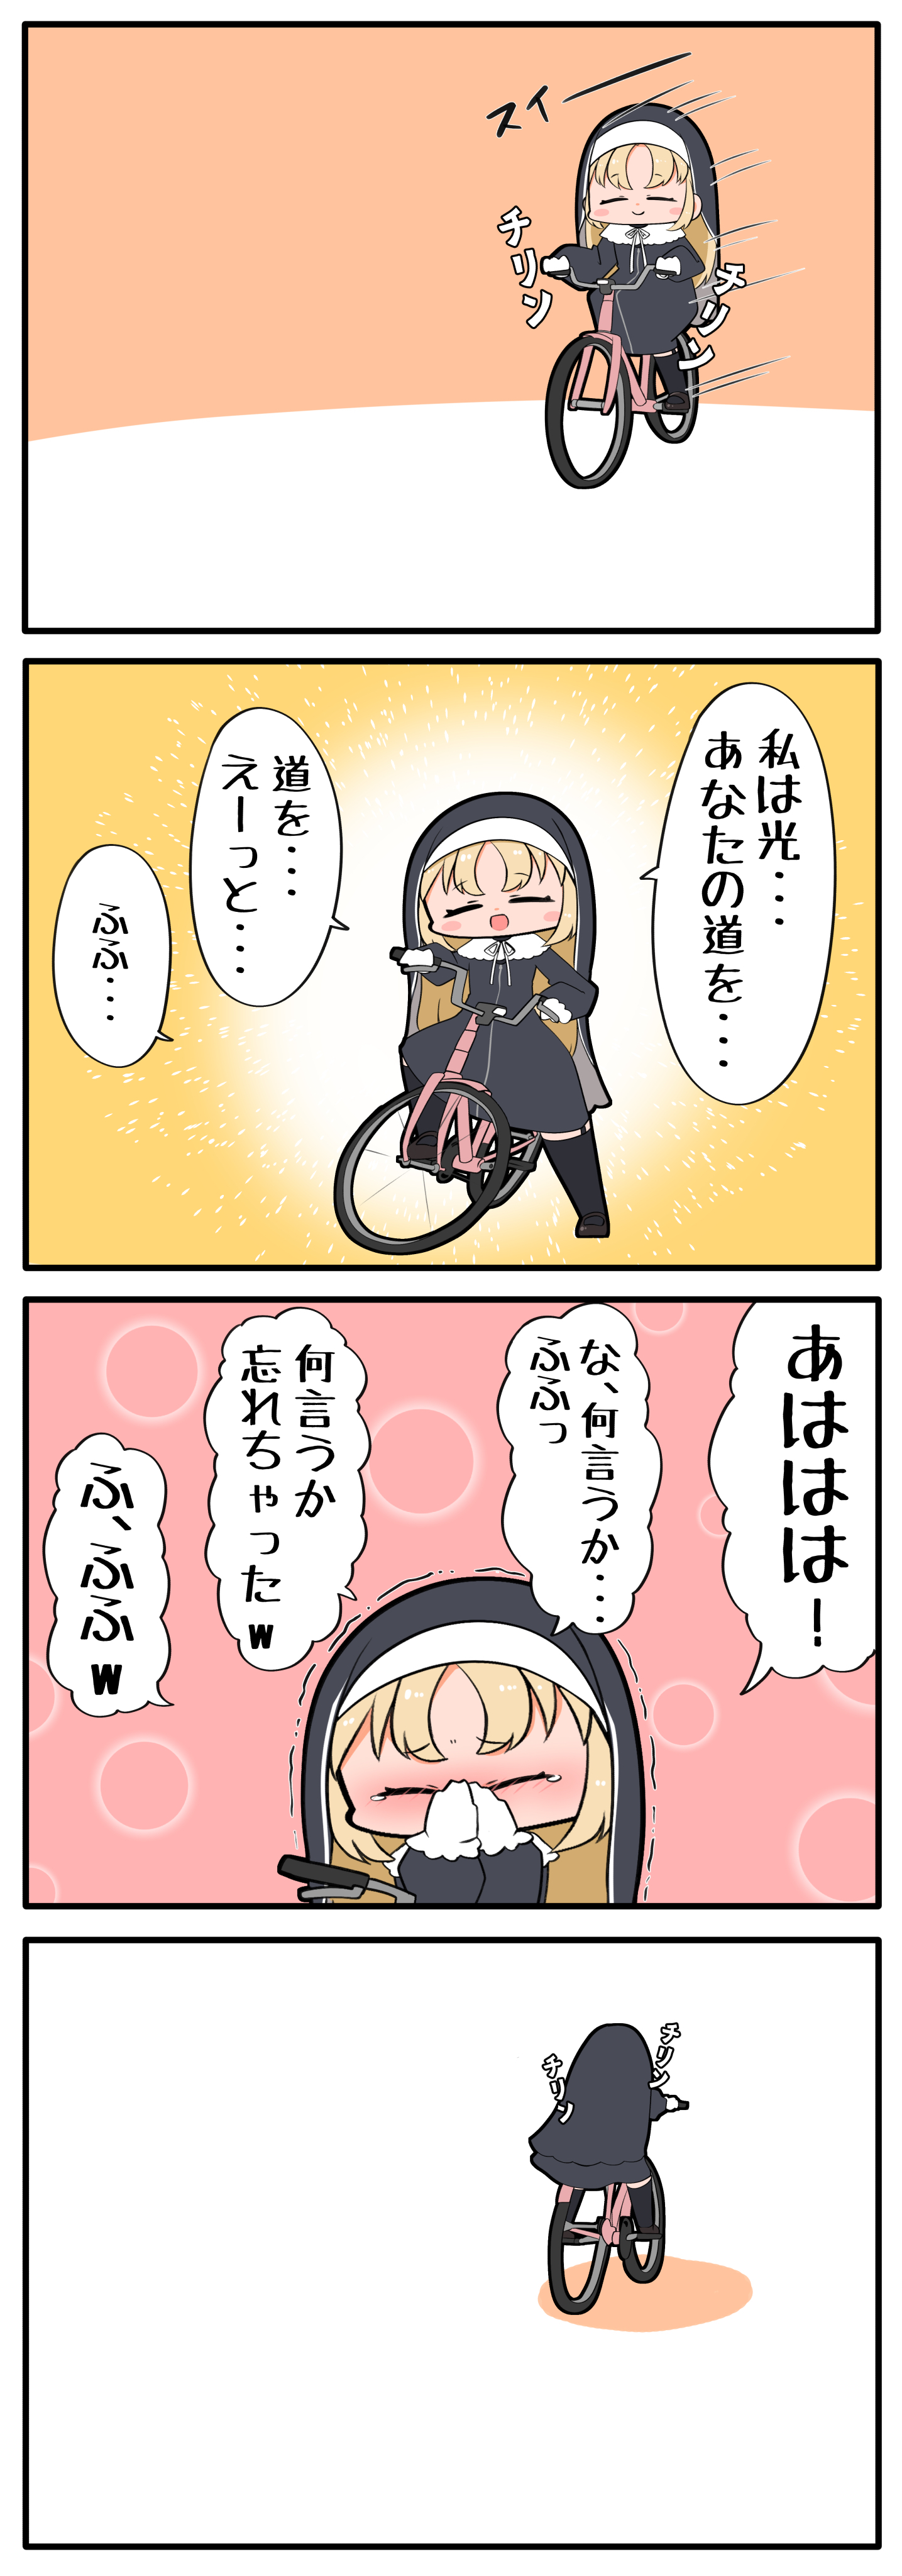 スイー
チリン
チリン
私は光・・・
あなたの道を・・・
道を・・・
えーっと・・・
ふふ・・・
あははは！
な、何言うか・・・
ふふっ
何言うか
忘れちゃったw
ふ、ふふふw
チリン
チリン